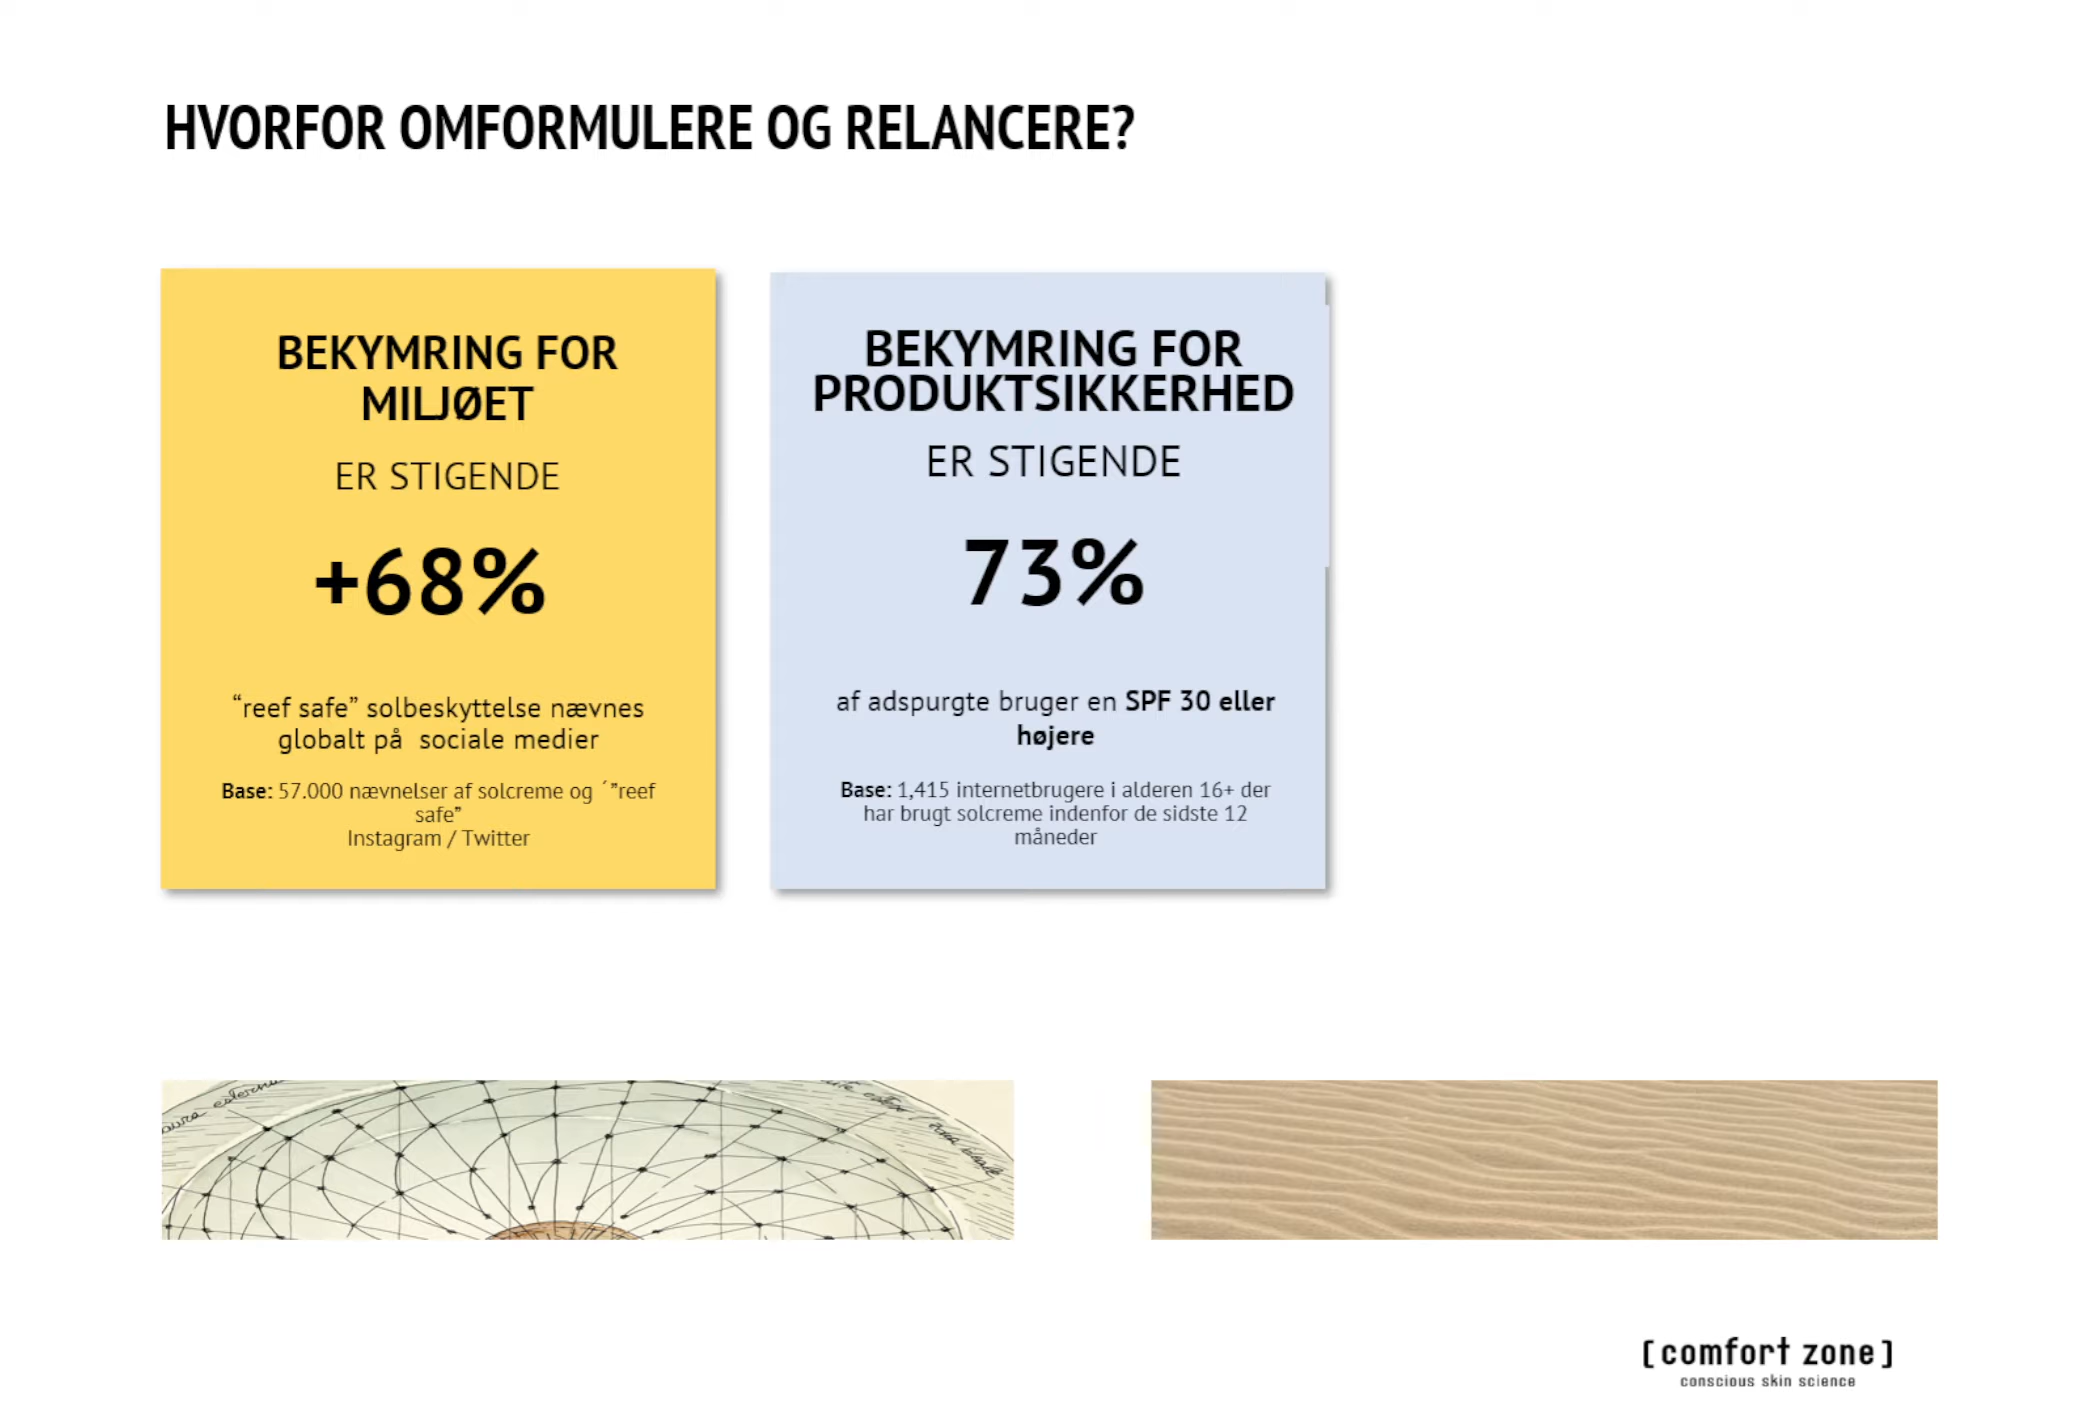 HVORFOR OMFORMULERE OG RELANCERE?
BEKYMRING FOR
MILJØET
ER STIGENDE
+68%
“reef safe” solbeskyttelse nævnes
globalt på  sociale medier
Base: 57.000 nævnelser af solcreme og ´”reef
safe”
Instagram / Twitter
BEKYMRING FOR
PRODUKTSIKKERHED
ER STIGENDE
73%
af adspurgte bruger en SPF 30 eller
højere
Base: 1,415 internetbrugere i alderen 16+ der
har brugt solcreme indenfor de sidste 12
måneder
[ comfort zone ]
conscious skin science